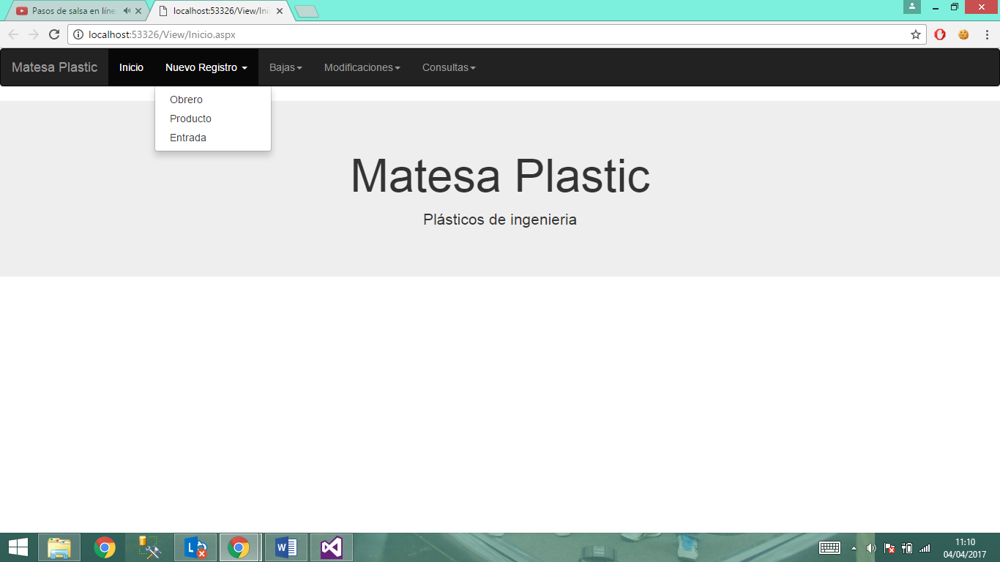 Pasos de salsa en líne
localhost:53326/View/Ini
localhost:53326/View/Inicio.aspx
Matesa Plastic
Inicio
Nuevo Registro
Bajas
Modificaciones
Consultas
Obrero
Producto
Entrada
Matesa Plastic
Plásticos de ingenieria
11:10
04/04/2017